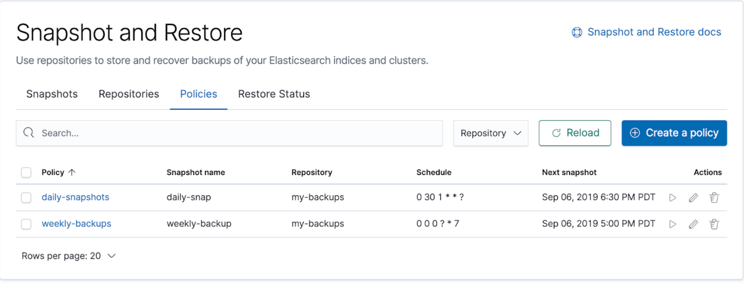 Snapshot and Restore
Snapshot and Restore docs
Use repositories to store and recover backups of your Elasticsearch indices and clusters.
Snapshots Repositories Policies Restore Status
Search... Repository Reload Create a policy
Policy Snapshot name Repository Schedule Next snapshot Actions
daily-snapshots daily-snap my-backups 0 30 1 * * ? Sep 06, 2019 6:30 PM PDT
weekly-backups weekly-backup my-backups 0 0 0 ? * 7 Sep 06, 2019 5:00 PM PDT
Rows per page: 20